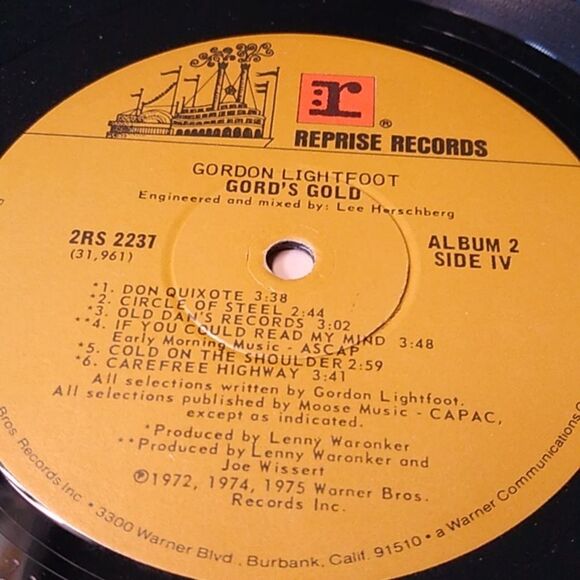 r
®
REPRISE RECORDS
GORDON LIGHTFOOT
GORD'S GOLD
Engineered and mixed by: Lee Herschberg
2RS 2237
(31,961)
ALBUM 2
SIDE IV
*1. DON QUIXOTE 3:38
*2. CIRCLE OF STEEL 2:44
*3. OLD DAN'S RECORDS 3:02
**4. IF YOU COULD READ MY MIND 3:48
Early Morning Music - ASCAP
*5. COLD ON THE SHOULDER 2:59
*6. CAREFREE HIGHWAY 3:41
All selections written by Gordon Lightfoot.
All selections published by Moose Music - CAPAC,
except as indicated.
*Produced by Lenny Waronker
**Produced by Lenny Waronker and
Joe Wissert
℗1972, 1974, 1975 Warner Bros.
Records Inc.
Bros Records Inc. • 3300 Warner Blvd., Burbank, Calif. 91510 • a Warner Communications